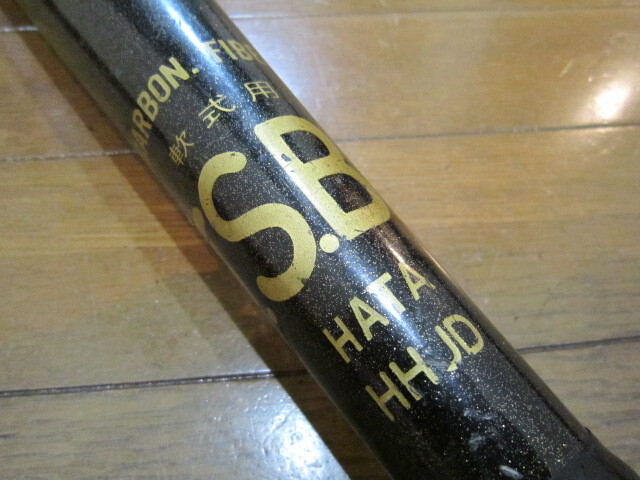 ARBON. FIB
軟式用
S.B
HATA
HHJD